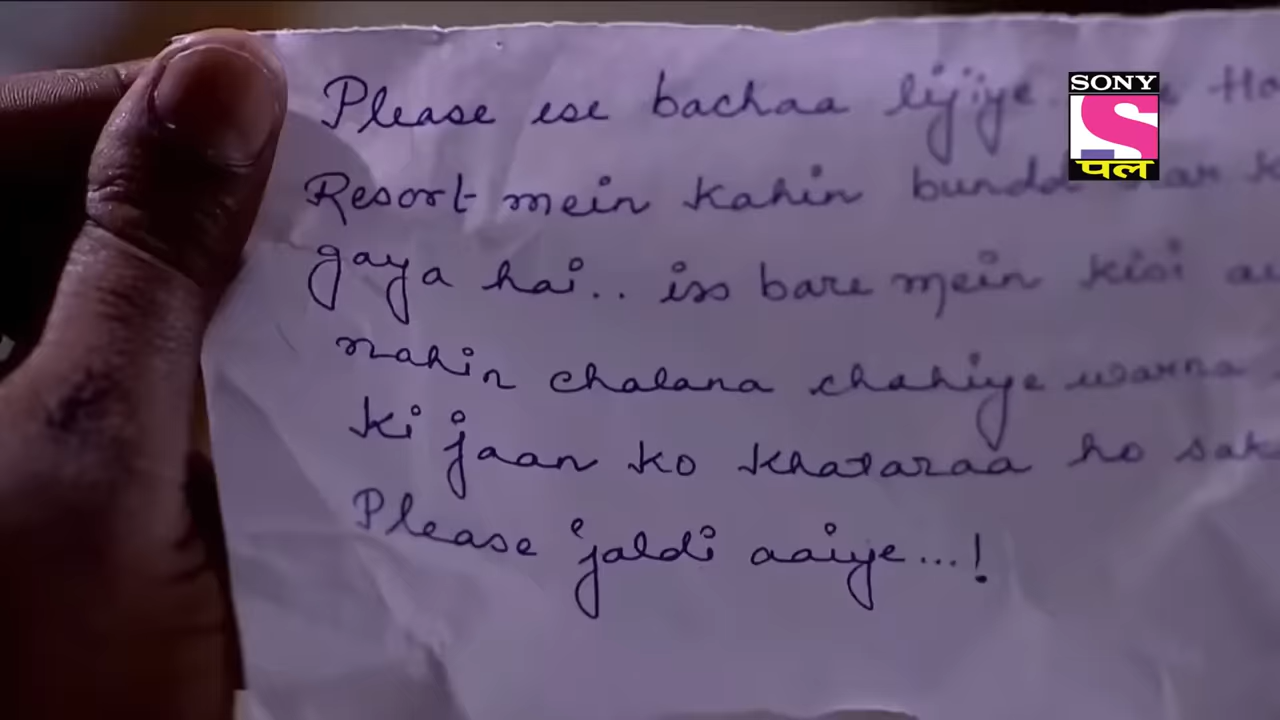 Please ise bachaa lijiye.
Resort mein kahin
gaya hai.. iss bare mein kisi
nahin chalana chahiye warna
ki jaan ko khataraa ho
Please jaldi aaiye...!
SONY
S
पल